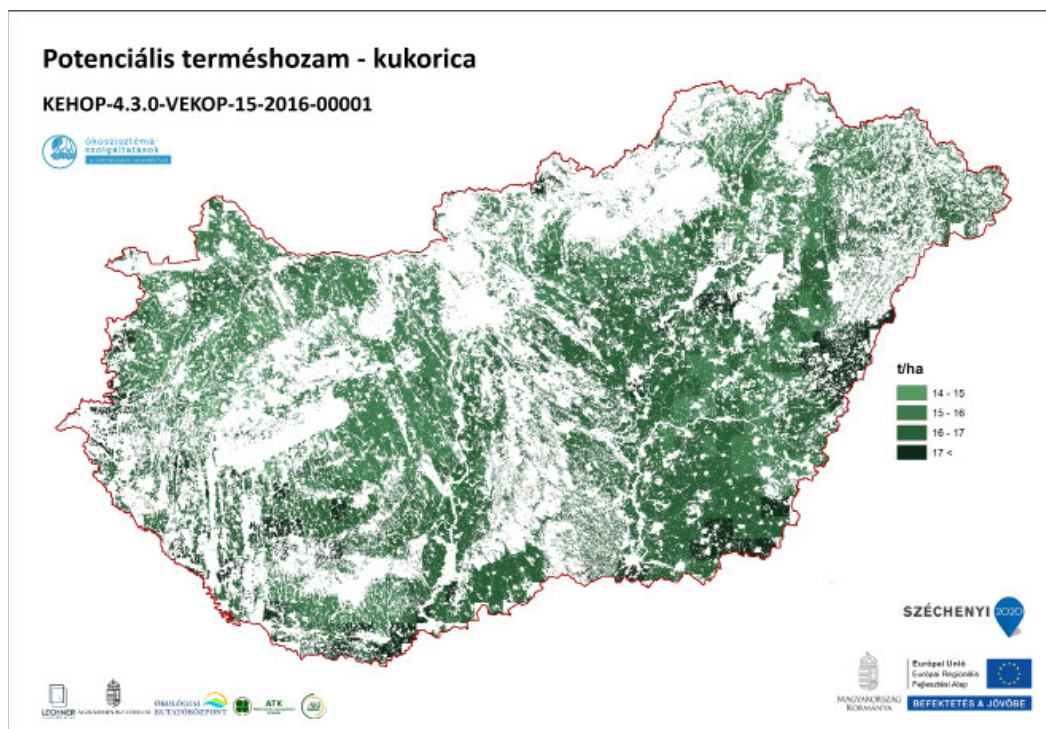 Potenciális terméshozam - kukorica
KEHOP-4.3.0-VEKOP-15-2016-00001
ökoszisztéma-
szolgáltatások
t/ha
14 - 15
15 - 16
16 - 17
17 <
SZÉCHENYI 2020
MAGYARORSZÁG
KORMÁNYA
Európai Unió
Európai Regionális
Fejlesztési Alap
BEFEKTETÉS A JÖVŐBE
LECHNER
ÖKOLÓGIAI
KUTATÓKÖZPONT
ATK